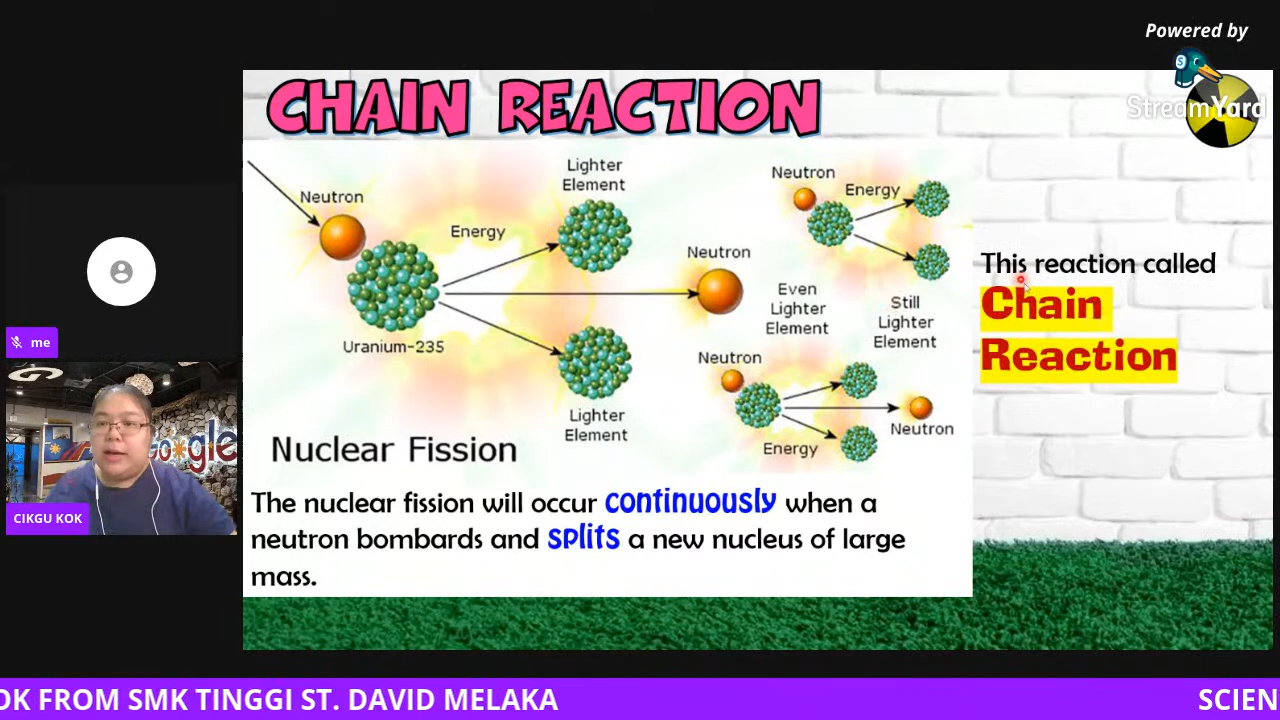 Powered by
StreamYard
CHAIN REACTION
Neutron
Energy
Lighter
Element
Uranium-235
Lighter
Element
Neutron
Neutron
Energy
Even
Lighter
Element
Still
Lighter
Element
Neutron
Energy
Neutron
Nuclear Fission
The nuclear fission will occur continuously when a
neutron bombards and splits a new nucleus of large
mass.
This reaction called
Chain
Reaction
me
Google
CIKGU KOK
OK FROM SMK TINGGI ST. DAVID MELAKA
SCIEN